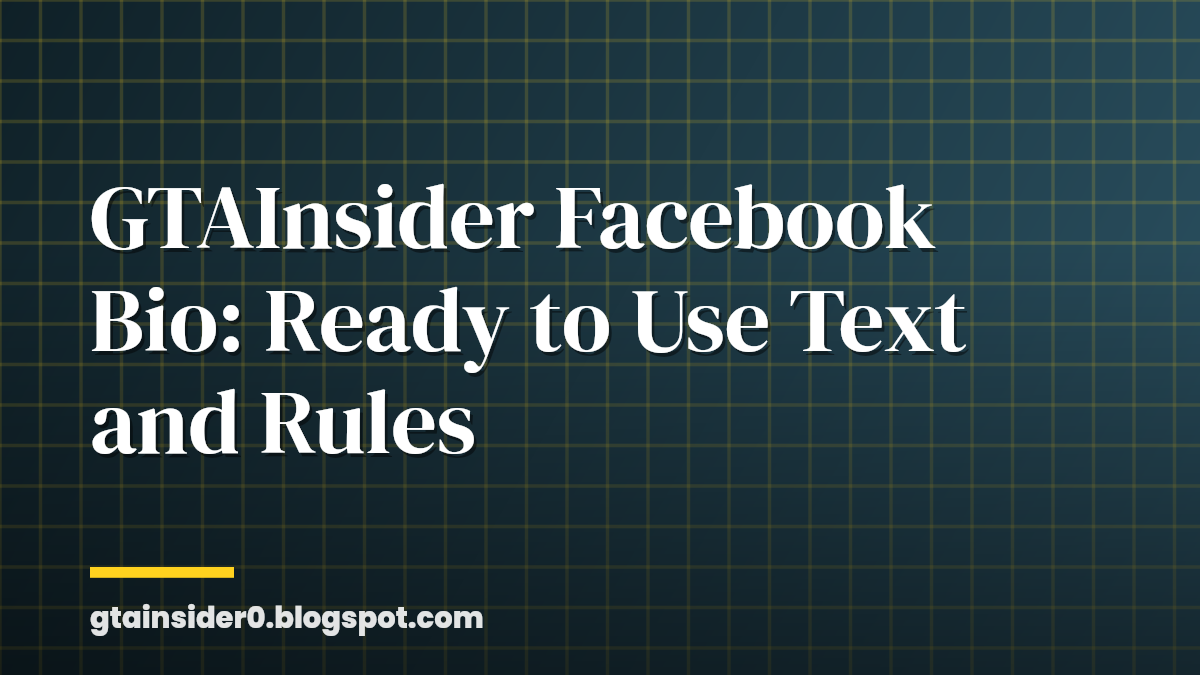 GTAInsider Facebook
Bio: Ready to Use Text
and Rules
gtainsider0.blogspot.com